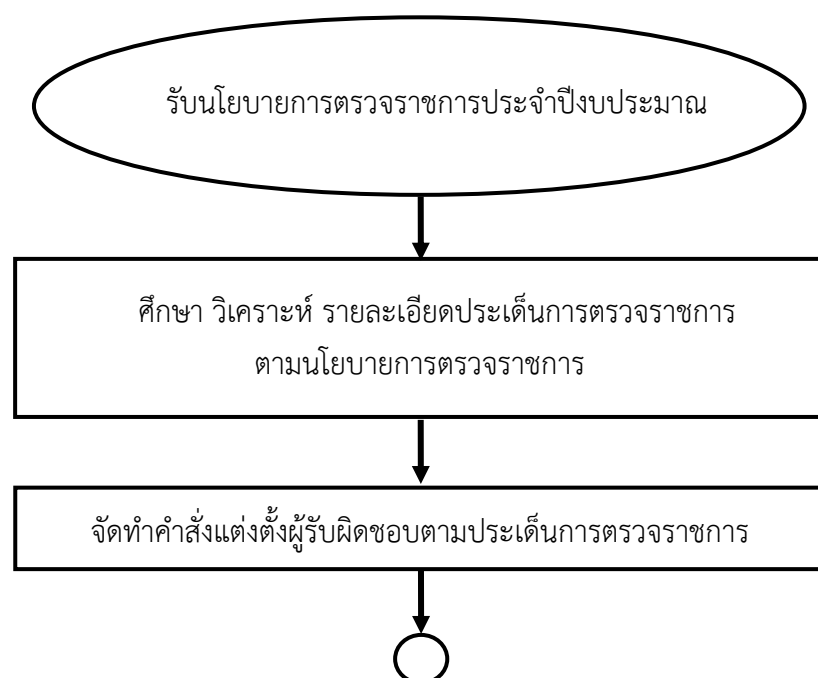 รับนโยบายการตรวจราชการประจำปีงบประมาณ
ศึกษา วิเคราะห์ รายละเอียดประเด็นการตรวจราชการ
ตามนโยบายการตรวจราชการ
จัดทำคำสั่งแต่งตั้งผู้รับผิดชอบตามประเด็นการตรวจราชการ